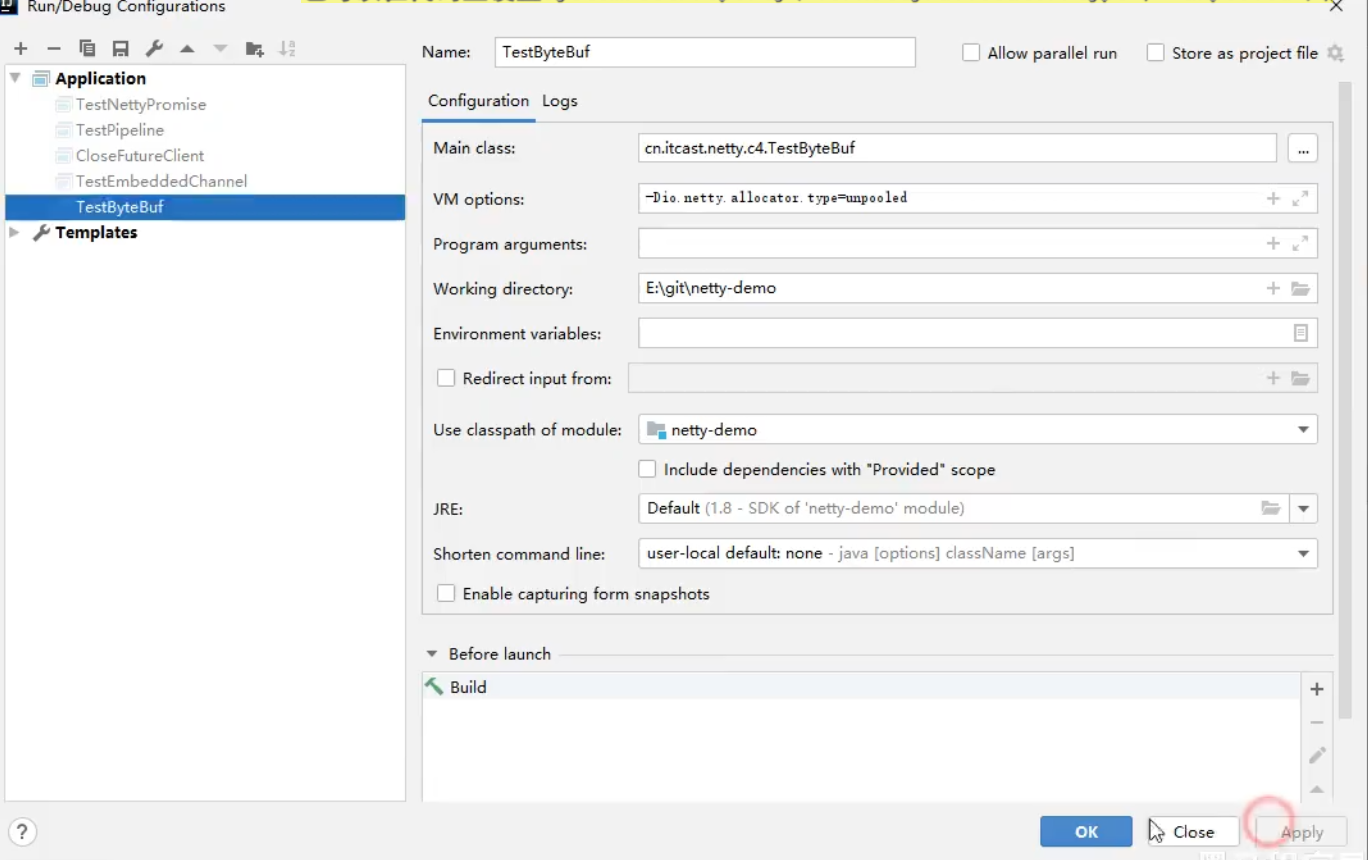 Run/Debug Configurations
Name: TestByteBuf
Allow parallel run
Store as project file
Application
TestNettyPromise
TestPipeline
CloseFutureClient
TestEmbeddedChannel
TestByteBuf
Templates
Configuration Logs
Main class: cn.itcast.netty.c4.TestByteBuf ...
VM options: -Dio.netty.allocator.type=unpooled
Program arguments:
Working directory: E:\git\netty-demo
Environment variables:
Redirect input from:
Use classpath of module: netty-demo
Include dependencies with "Provided" scope
JRE: Default (1.8 - SDK of 'netty-demo' module)
Shorten command line: user-local default: none - java [options] className [args]
Enable capturing form snapshots
Before launch
Build
? OK Close Apply